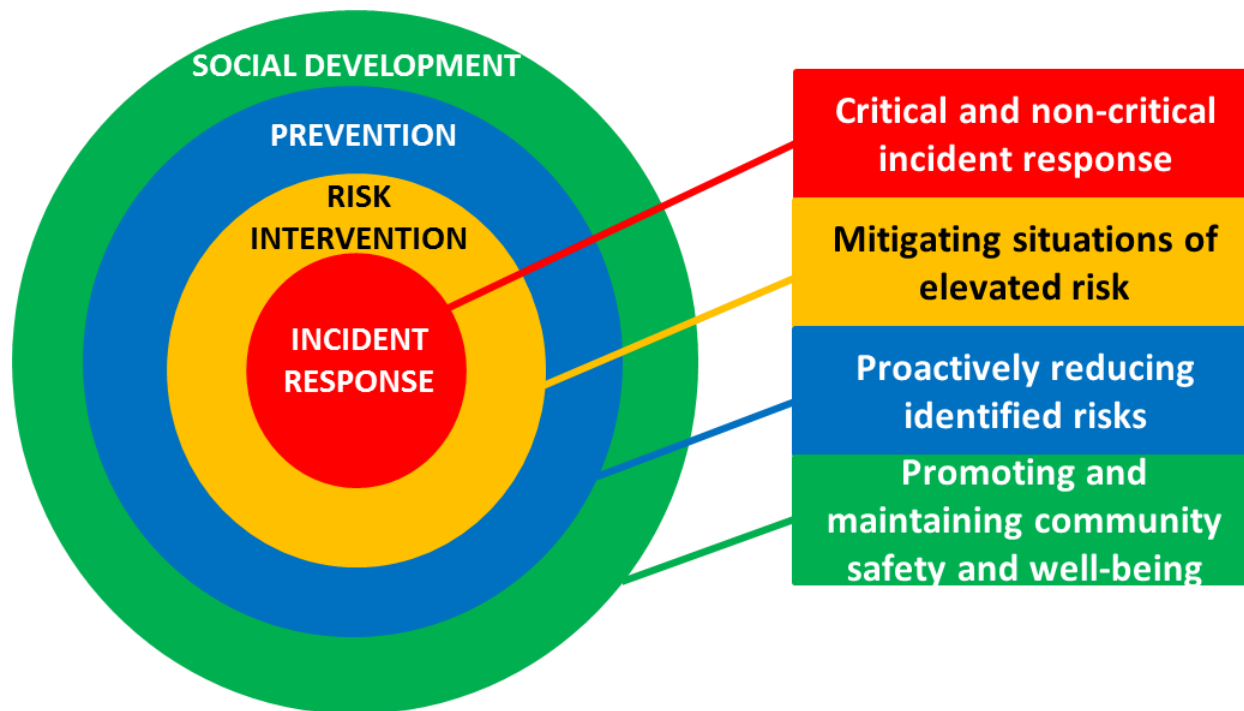 SOCIAL DEVELOPMENT
PREVENTION
RISK
INTERVENTION
INCIDENT
RESPONSE
Critical and non-critical
incident response
Mitigating situations of
elevated risk
Proactively reducing
identified risks
Promoting and
maintaining community
safety and well-being